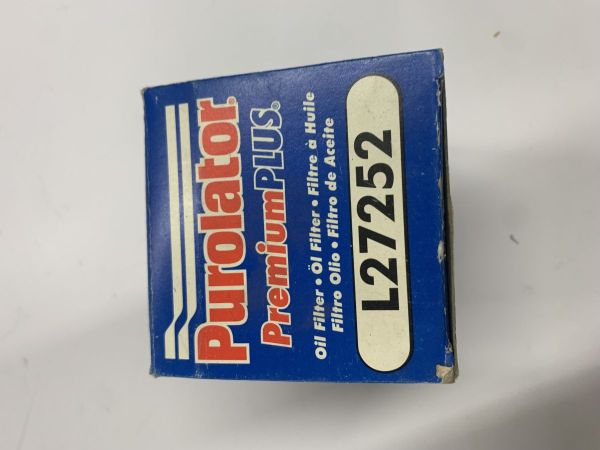 Purolator®
PremiumPLUS®
Oil Filter • Öl Filter • Filtre à Huile
Filtro Olio • Filtro de Aceite
L27252